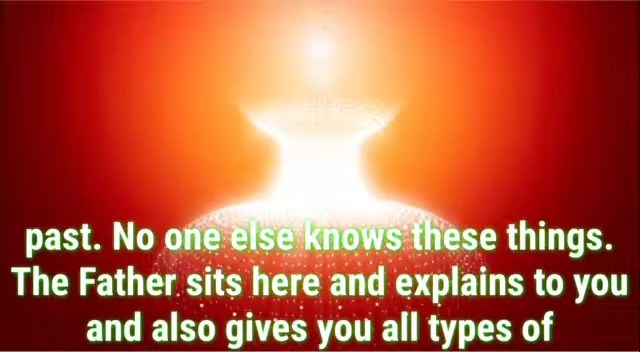 past. No one else knows these things.
The Father sits here and explains to you
and also gives you all types of